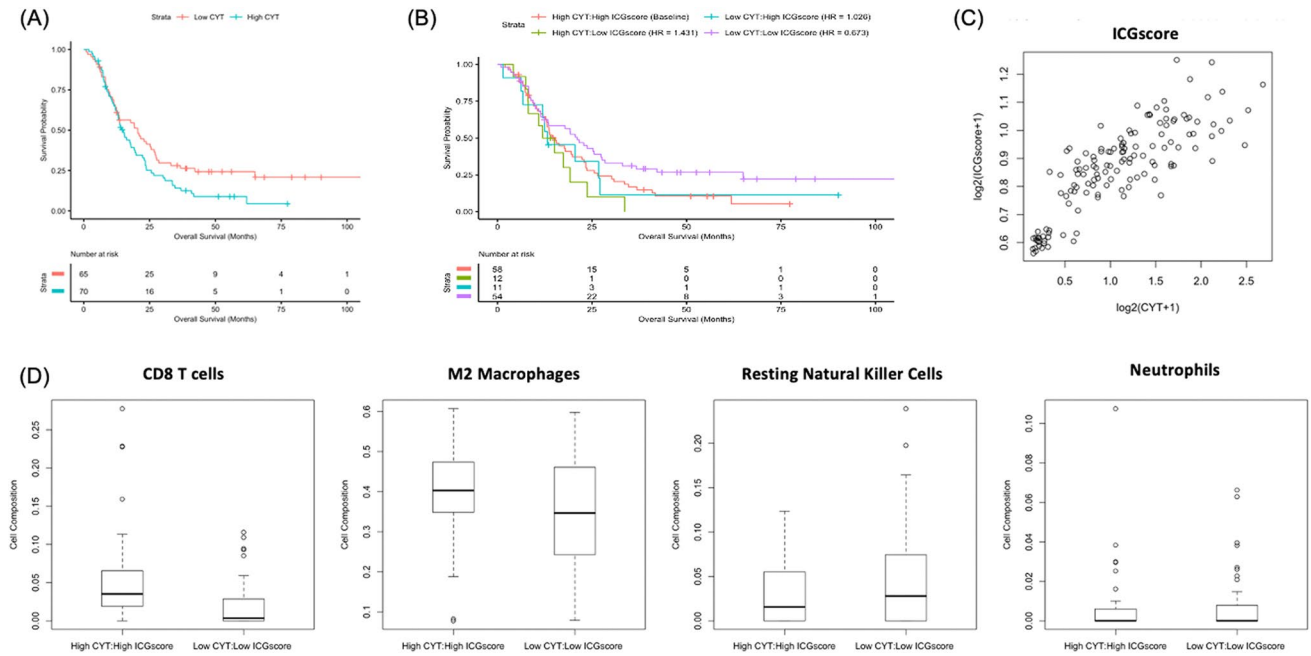 (A)
Strata Low CYT High CYT
1.00
0.75
0.50
0.25
0.00
Survival Probability
0 25 50 75 100
Overall Survival (Months)
Number at risk
Strata
65 25 9 4 1
70 16 5 1 0
0 25 50 75 100
Overall Survival (Months)
(B)
Strata
High CYT:High ICGscore (Baseline) Low CYT:High ICGscore (HR = 1.026)
High CYT:Low ICGscore (HR = 1.431) Low CYT:Low ICGscore (HR = 0.673)
1.00
0.75
0.50
0.25
0.00
Survival Probability
0 25 50 75 100
Overall Survival (Months)
Number at risk
Strata
58 15 5 1 0
12 1 0 0 0
11 3 1 1 0
54 22 8 3 1
0 25 50 75 100
Overall Survival (Months)
(C)
ICGscore
log2(ICGscore+1)
1.2
1.1
1.0
0.9
0.8
0.7
0.6
0.5 1.0 1.5 2.0 2.5
log2(CYT+1)
(D)
CD8 T cells
Cell Composition
0.25
0.20
0.15
0.10
0.05
0.00
High CYT:High ICGscore Low CYT:Low ICGscore
M2 Macrophages
Cell Composition
0.6
0.5
0.4
0.3
0.2
0.1
High CYT:High ICGscore Low CYT:Low ICGscore
Resting Natural Killer Cells
Cell Composition
0.20
0.15
0.10
0.05
0.00
High CYT:High ICGscore Low CYT:Low ICGscore
Neutrophils
Cell Composition
0.10
0.08
0.06
0.04
0.02
0.00
High CYT:High ICGscore Low CYT:Low ICGscore